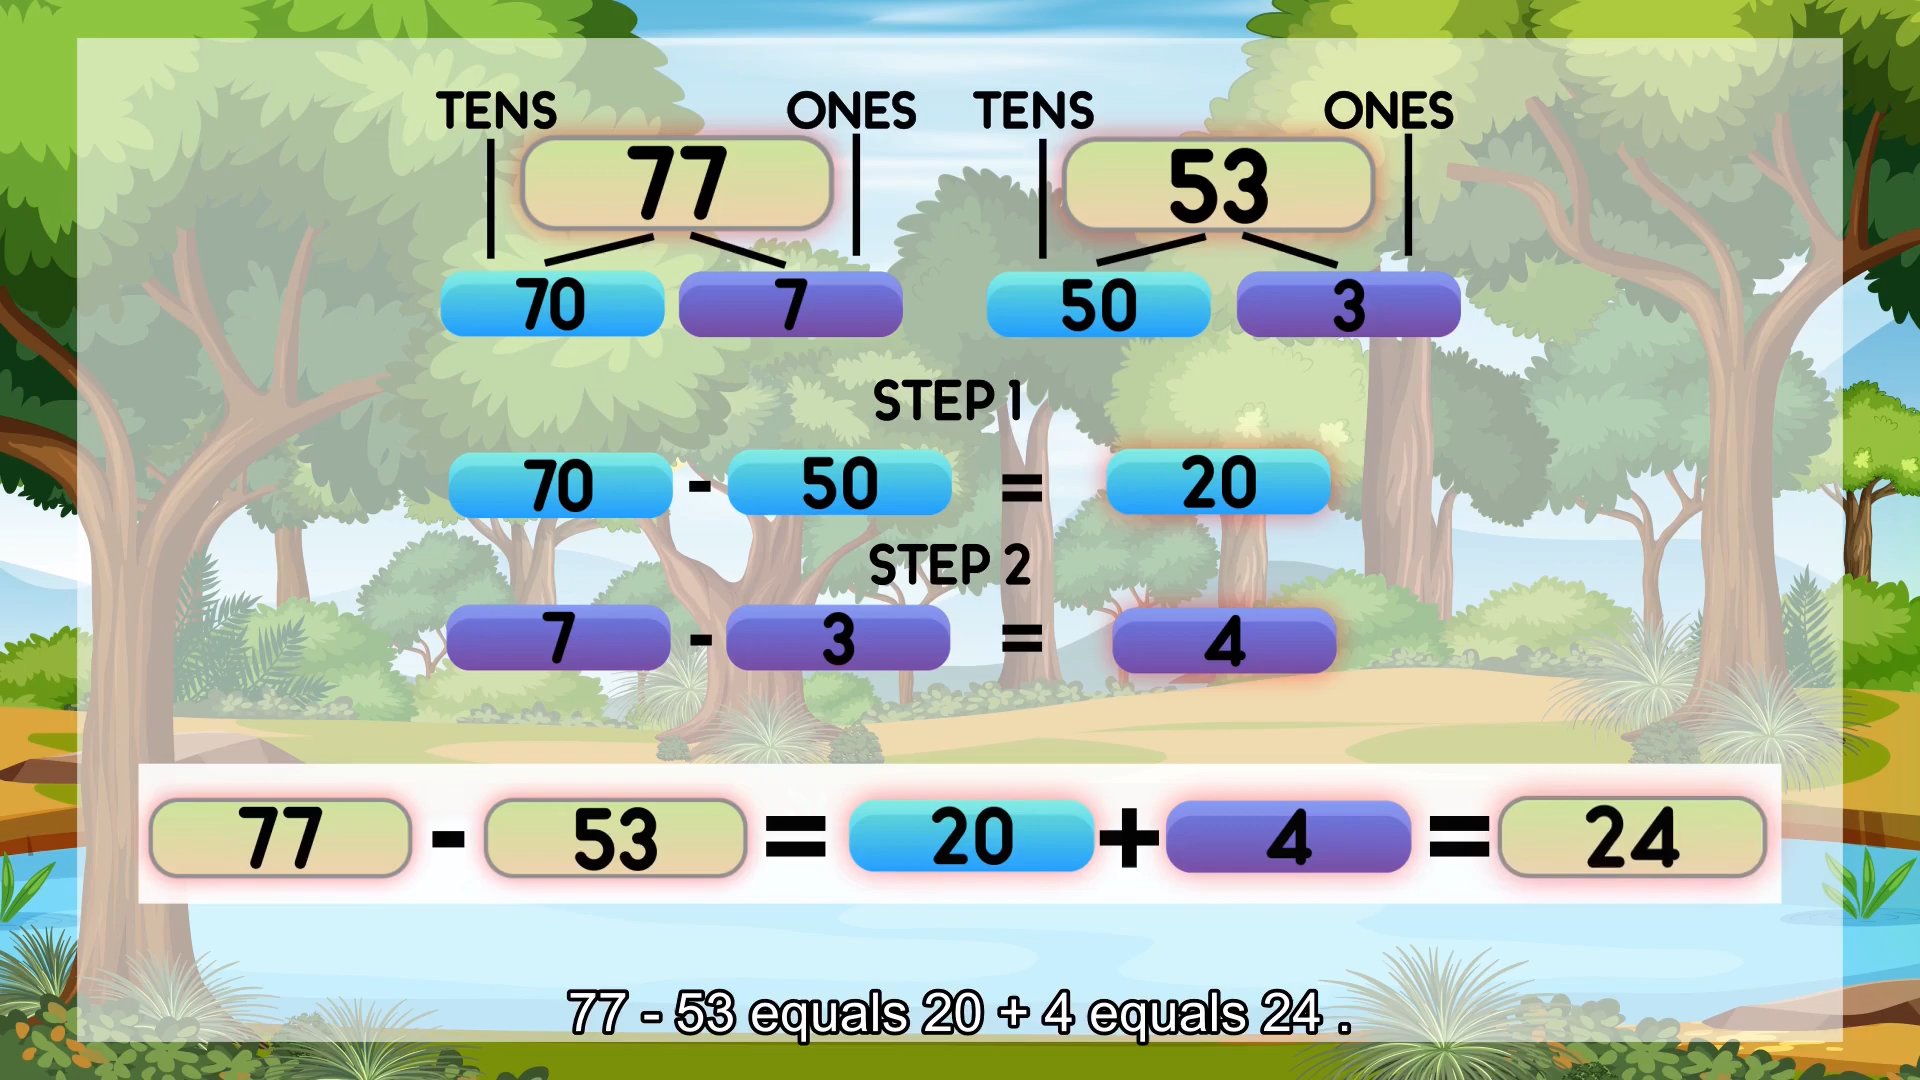 TENS ONES TENS ONES
77 53
70 7 50 3
STEP 1
70 - 50 = 20
STEP 2
7 - 3 = 4
77 - 53 = 20 + 4 = 24
77 - 53 equals 20 + 4 equals 24 .